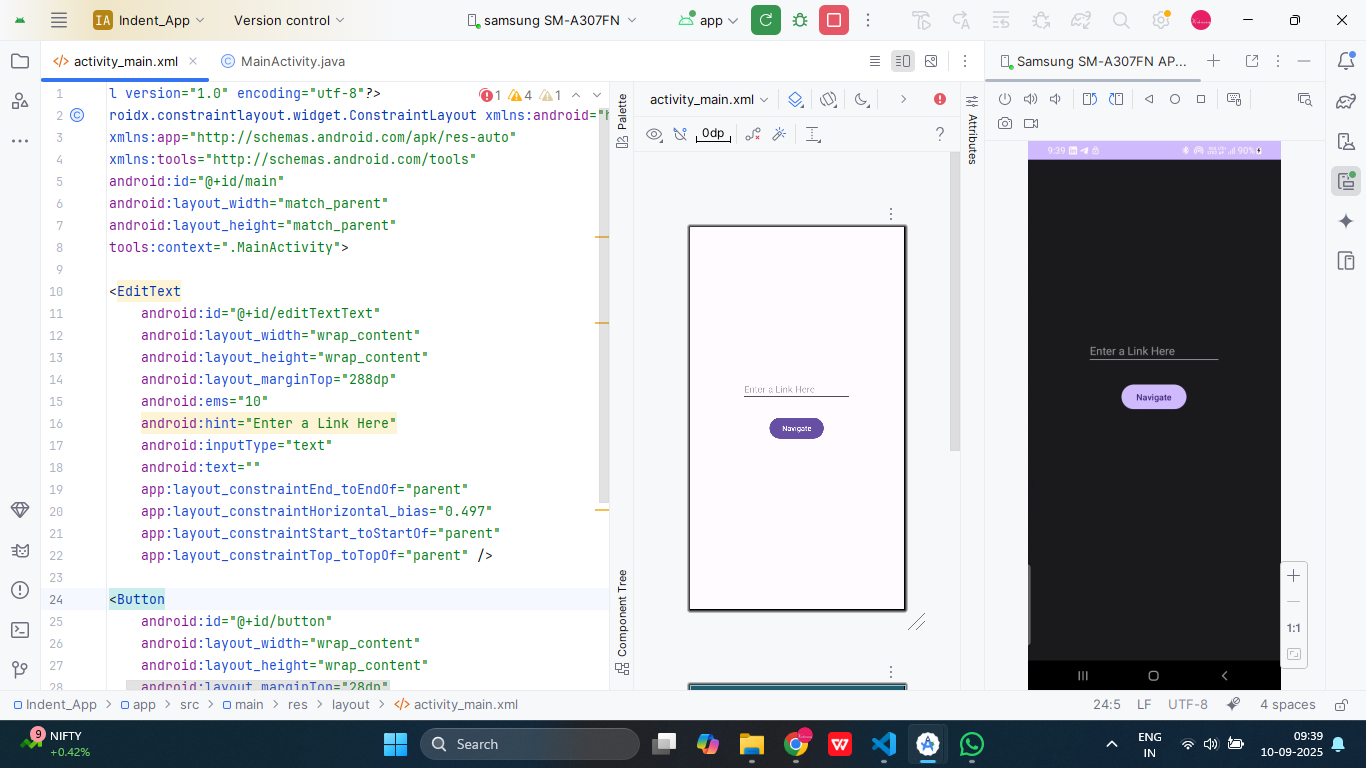 IA Indent_App Version control samsung SM-A307FN app
activity_main.xml MainActivity.java Samsung SM-A307FN AP...
1 l version="1.0" encoding="utf-8"?> 1 4 1
2 roidx.constraintlayout.widget.ConstraintLayout xmlns:android="h
3 xmlns:app="http://schemas.android.com/apk/res-auto"
4 xmlns:tools="http://schemas.android.com/tools"
5 android:id="@+id/main"
6 android:layout_width="match_parent"
7 android:layout_height="match_parent"
8 tools:context=".MainActivity">
9
10 <EditText
11 android:id="@+id/editTextText"
12 android:layout_width="wrap_content"
13 android:layout_height="wrap_content"
14 android:layout_marginTop="288dp"
15 android:ems="10"
16 android:hint="Enter a Link Here"
17 android:inputType="text"
18 android:text=""
19 app:layout_constraintEnd_toEndOf="parent"
20 app:layout_constraintHorizontal_bias="0.497"
21 app:layout_constraintStart_toStartOf="parent"
22 app:layout_constraintTop_toTopOf="parent" />
23
24 <Button
25 android:id="@+id/button"
26 android:layout_width="wrap_content"
27 android:layout_height="wrap_content"
28 android:layout_marginTop="28dp"
Palette
Component Tree
activity_main.xml
0dp
?
Enter a Link Here
Navigate
Attributes
9:39 90%
Enter a Link Here
Navigate
1:1
Indent_App > app > src > main > res > layout > activity_main.xml 24:5 LF UTF-8 4 spaces
9 NIFTY
+0.42%
Search
ENG
IN
09:39
10-09-2025